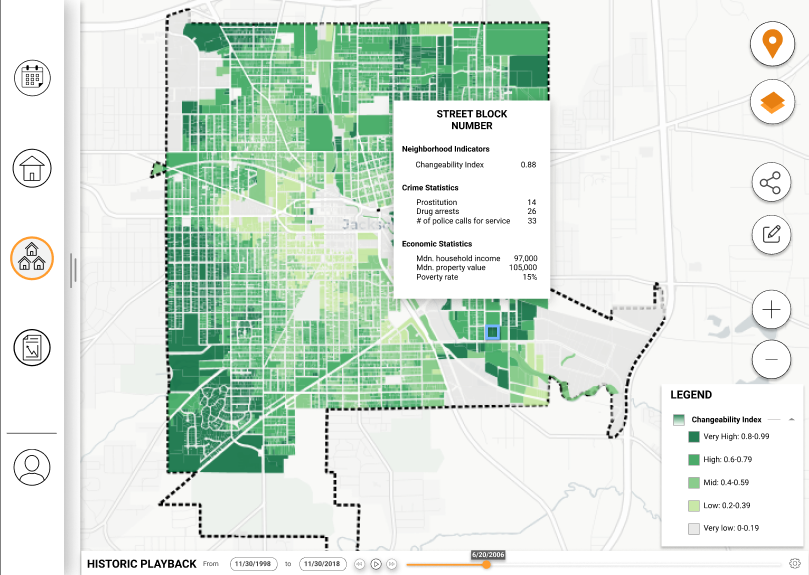 STREET BLOCK
NUMBER
Neighborhood Indicators
Changeability Index 0.88
Crime Statistics
Prostitution 14
Drug arrests 26
# of police calls for service 33
Economic Statistics
Mdn. household income 97,000
Mdn. property value 105,000
Poverty rate 15%
LEGEND
Changeability Index
Very High: 0.8-0.99
High: 0.6-0.79
Mid: 0.4-0.59
Low: 0.2-0.39
Very low: 0-0.19
6/20/2006
HISTORIC PLAYBACK From 11/30/1998 to 11/30/2018